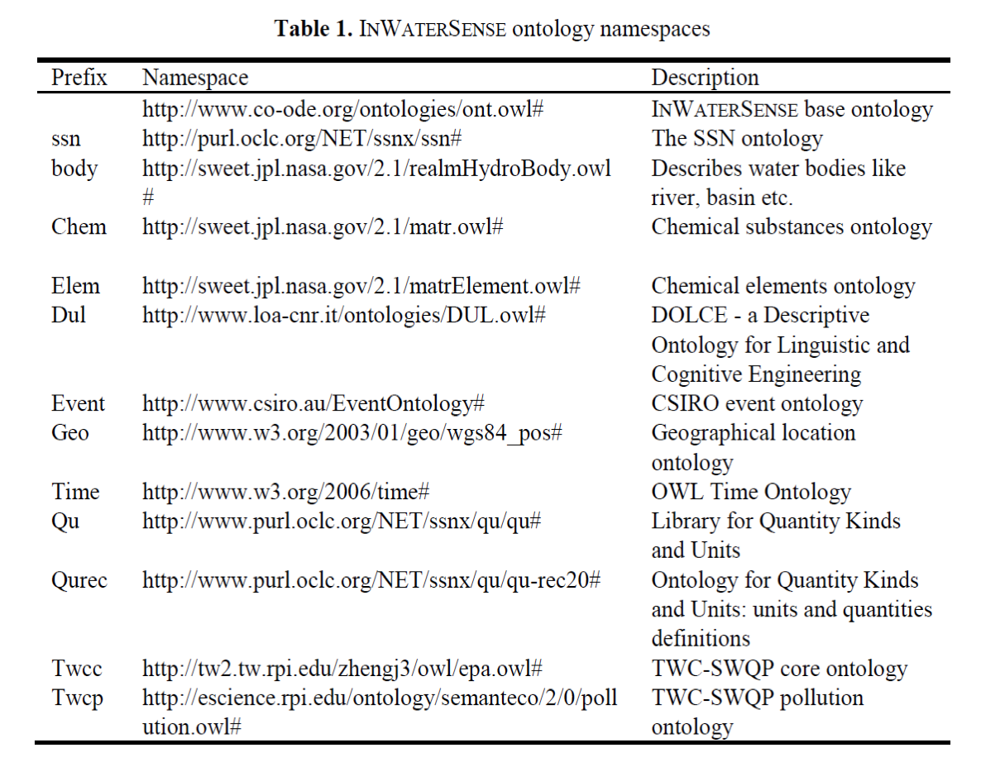 Table 1. INWATERSENSE ontology namespaces
Prefix Namespace Description
http://www.co-ode.org/ontologies/ont.owl# INWATERSENSE base ontology
ssn http://purl.oclc.org/NET/ssnx/ssn# The SSN ontology
body http://sweet.jpl.nasa.gov/2.1/realmHydroBody.owl Describes water bodies like
# river, basin etc.
Chem http://sweet.jpl.nasa.gov/2.1/matr.owl# Chemical substances ontology
Elem http://sweet.jpl.nasa.gov/2.1/matrElement.owl# Chemical elements ontology
Dul http://www.loa-cnr.it/ontologies/DUL.owl# DOLCE - a Descriptive
Ontology for Linguistic and
Cognitive Engineering
Event http://www.csiro.au/EventOntology# CSIRO event ontology
Geo http://www.w3.org/2003/01/geo/wgs84_pos# Geographical location
ontology
Time http://www.w3.org/2006/time# OWL Time Ontology
Qu http://www.purl.oclc.org/NET/ssnx/qu/qu# Library for Quantity Kinds
and Units
Qurec http://www.purl.oclc.org/NET/ssnx/qu/qu-rec20# Ontology for Quantity Kinds
and Units: units and quantities
definitions
Twcc http://tw2.tw.rpi.edu/zhengj3/owl/epa.owl# TWC-SWQP core ontology
Twcp http://escience.rpi.edu/ontology/semanteco/2/0/poll TWC-SWQP pollution
ution.owl# ontology